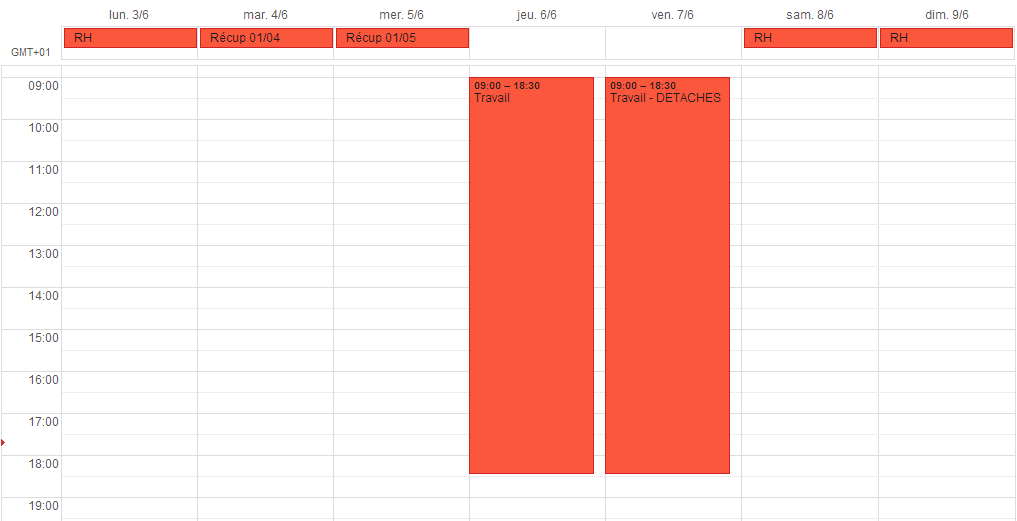 lun. 3/6 mar. 4/6 mer. 5/6 jeu. 6/6 ven. 7/6 sam. 8/6 dim. 9/6
RH Récup 01/04 Récup 01/05 RH RH
GMT+01
09:00 09:00 – 18:30 09:00 – 18:30
Travail Travail - DETACHES
10:00
11:00
12:00
13:00
14:00
15:00
16:00
17:00
18:00
19:00